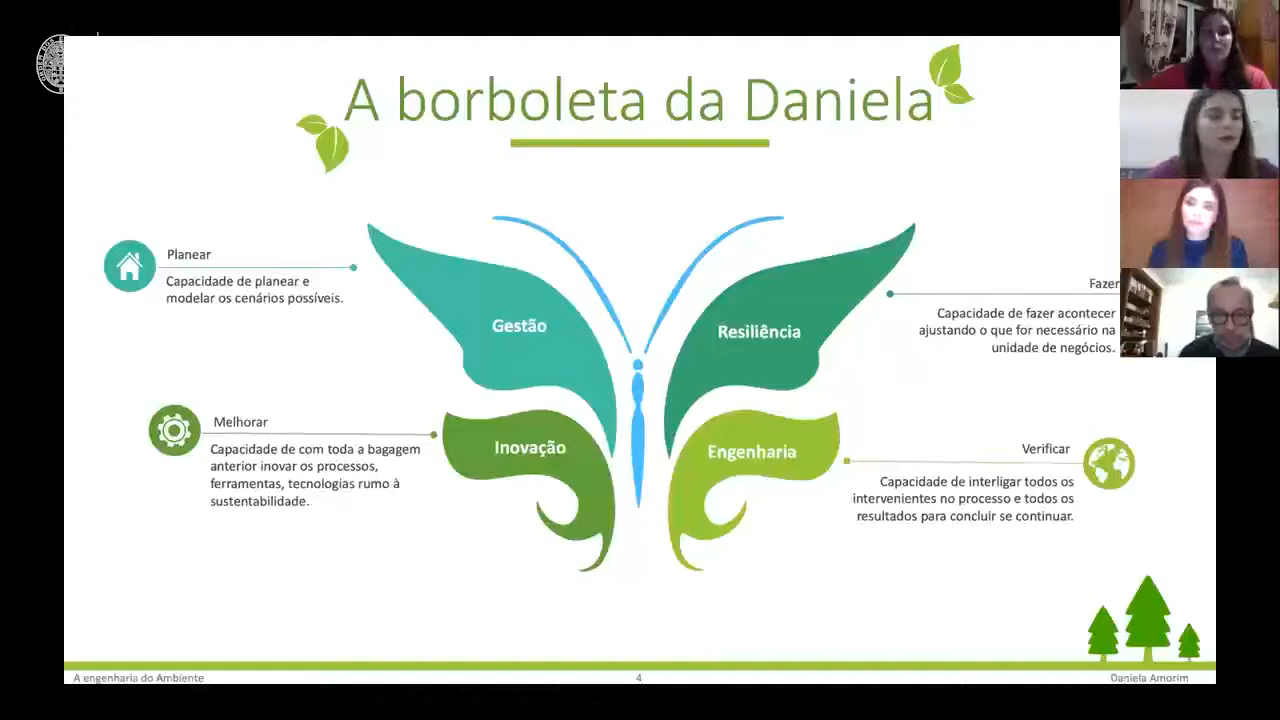 A borboleta da Daniela
Planear
Capacidade de planear e
modelar os cenários possíveis.
Gestão
Resiliência
Fazer
Capacidade de fazer acontecer
ajustando o que for necessário na
unidade de negócios.
Melhorar
Capacidade de com toda a bagagem
anterior inovar os processos,
ferramentas, tecnologias rumo à
sustentabilidade.
Inovação
Engenharia
Verificar
Capacidade de interligar todos os
intervenientes no processo e todos os
resultados para concluir se continuar.
A engenharia do Ambiente
4
Daniela Amorim